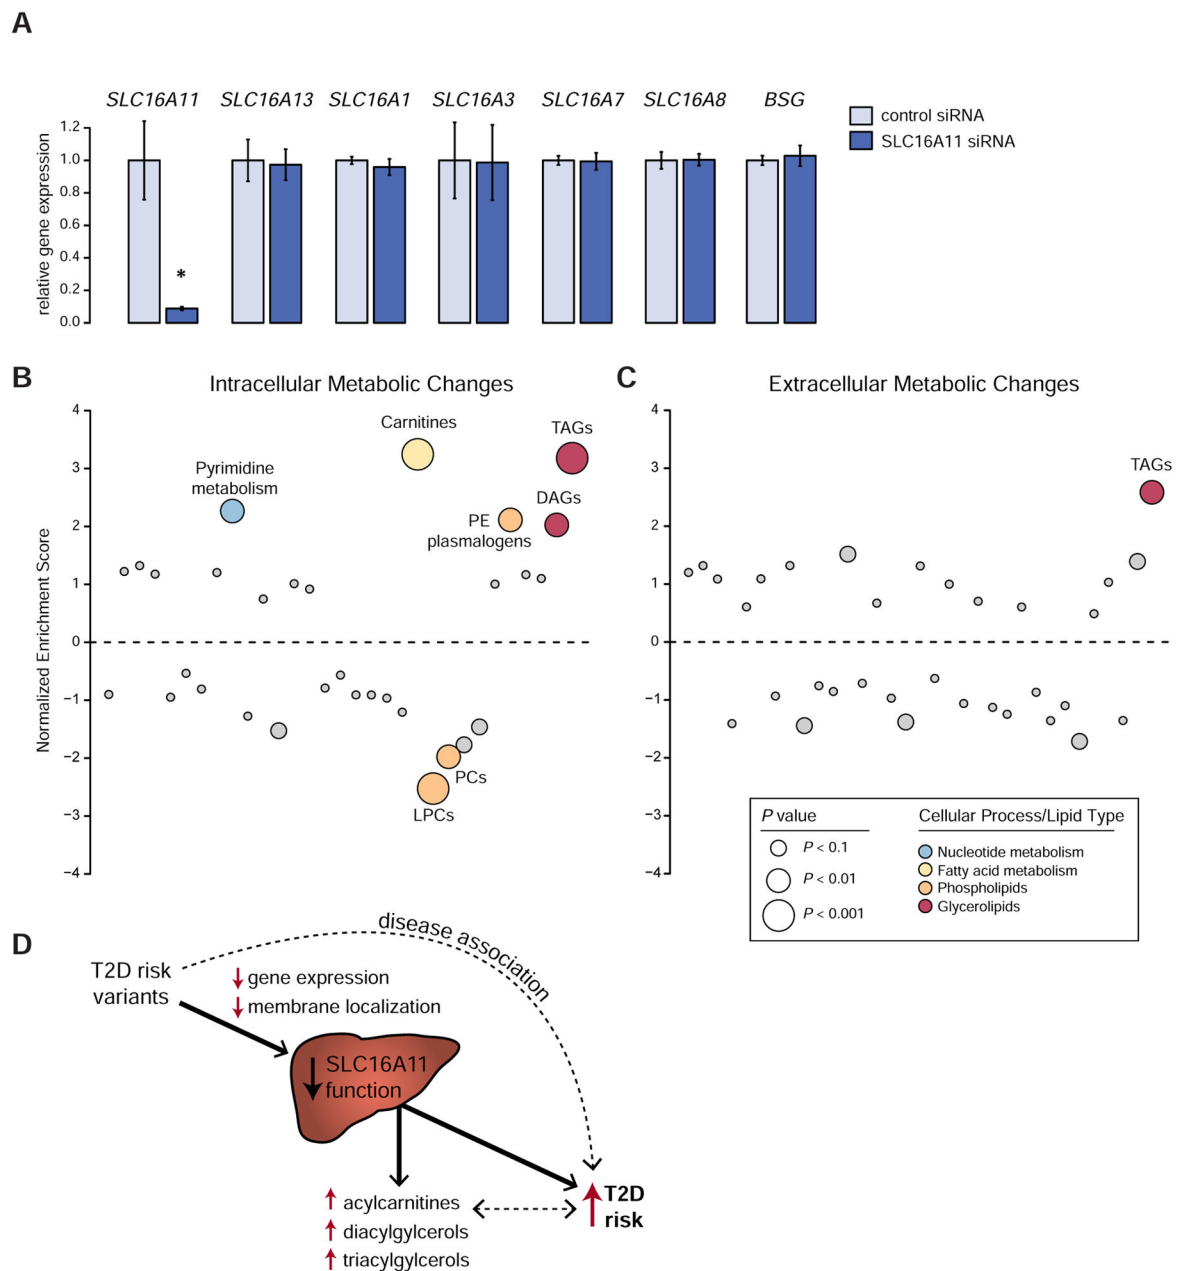 A
SLC16A11 SLC16A13 SLC16A1 SLC16A3 SLC16A7 SLC16A8 BSG
control siRNA
SLC16A11 siRNA
relative gene expression
1.2
1.0
0.8
0.6
0.4
0.2
0.0
*
B
Intracellular Metabolic Changes
Normalized Enrichment Score
4
3
2
1
0
−1
−2
−3
−4
Carnitines
TAGs
Pyrimidine
metabolism
DAGs
PE
plasmalogens
PCs
LPCs
C
Extracellular Metabolic Changes
4
3
2
1
0
−1
−2
−3
−4
TAGs
P value
P < 0.1
P < 0.01
P < 0.001
Cellular Process/Lipid Type
Nucleotide metabolism
Fatty acid metabolism
Phospholipids
Glycerolipids
D
disease association
T2D risk
variants
gene expression
membrane localization
SLC16A11
function
acylcarnitines
diacylgylcerols
triacylgylcerols
T2D
risk